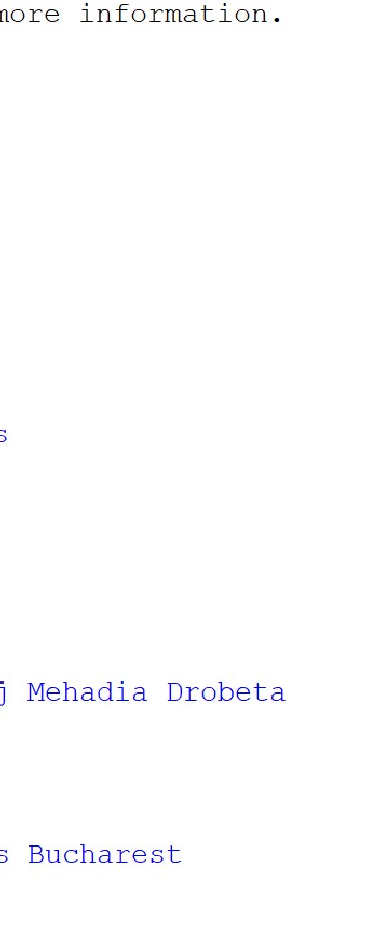 more information.
s
j Mehadia Drobeta
s Bucharest